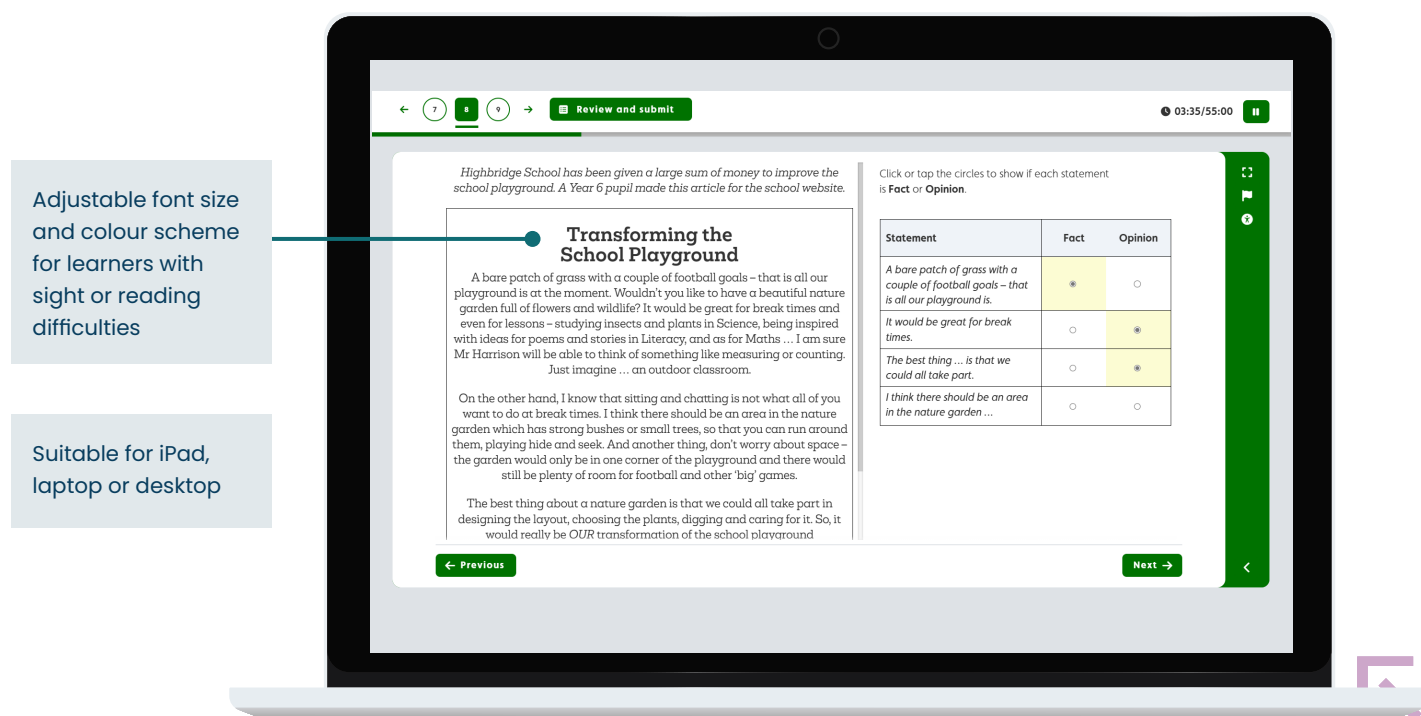 Adjustable font size
and colour scheme
for learners with
sight or reading
difficulties
Suitable for iPad,
laptop or desktop
7
8
9
Review and submit
03:35/55:00
Highbridge School has been given a large sum of money to improve the
school playground. A Year 6 pupil made this article for the school website.
Transforming the
School Playground
A bare patch of grass with a couple of football goals – that is all our
playground is at the moment. Wouldn't you like to have a beautiful nature
garden full of flowers and wildlife? It would be great for break times and
even for lessons – studying insects and plants in Science, being inspired
with ideas for poems and stories in Literacy, and as for Maths … I am sure
Mr Harrison will be able to think of something like measuring or counting.
Just imagine … an outdoor classroom.
On the other hand, I know that sitting and chatting is not what all of you
want to do at break times. I think there should be an area in the nature
garden which has strong bushes or small trees, so that you can run around
them, playing hide and seek. And another thing, don't worry about space –
the garden would only be in one corner of the playground and there would
still be plenty of room for football and other 'big' games.
The best thing about a nature garden is that we could all take part in
designing the layout, choosing the plants, digging and caring for it. So, it
would really be OUR transformation of the school playground
Click or tap the circles to show if each statement
is Fact or Opinion.
Statement Fact Opinion
A bare patch of grass with a
couple of football goals – that
is all our playground is.
It would be great for break
times.
The best thing … is that we
could all take part.
I think there should be an area
in the nature garden …
Previous
Next